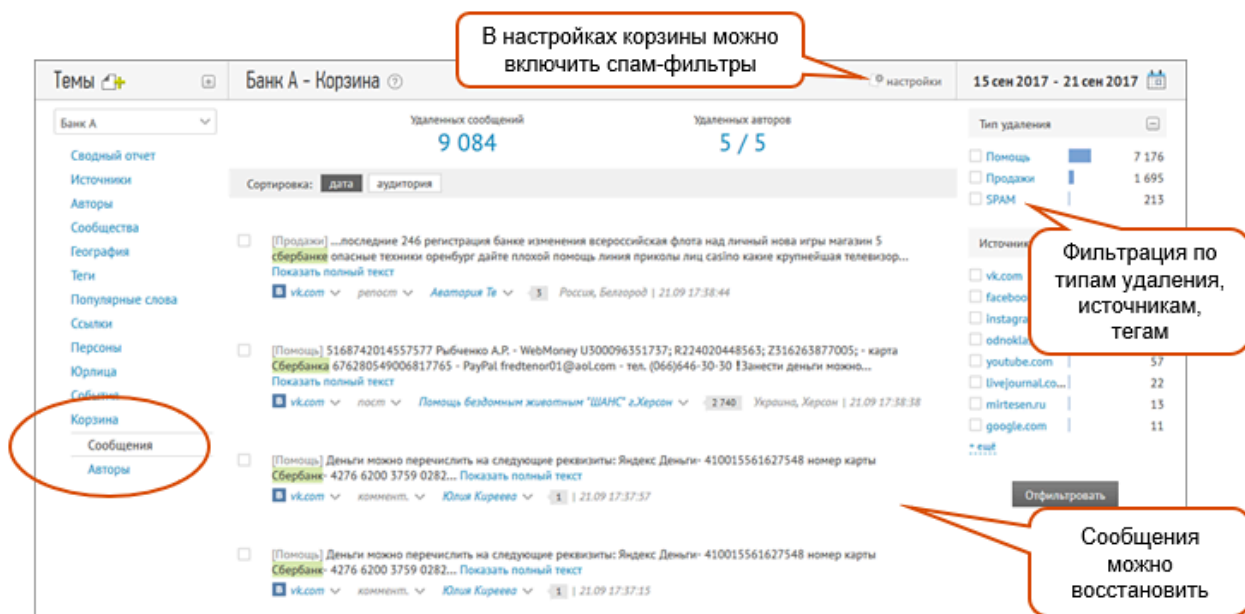 В настройках корзины можно
включить спам-фильтры
Темы
Банк А - Корзина
настройки
15 сен 2017 - 21 сен 2017
Банк А
Сводный отчет
Источники
Авторы
Сообщества
География
Теги
Популярные слова
Ссылки
Персоны
Юрлица
События
Корзина
Сообщения
Авторы
Удаленных сообщений
9 084
Удаленных авторов
5 / 5
Сортировка: дата аудитория
[Продажи] ...последние 246 регистрация банке изменения всероссийская флота над личный нова игры магазин 5
сбербанке опасные техники оренбург дайте плохой помощь линия приколы лиц casino какие крупнейшая телевизор...
Показать полный текст
vk.com репост Аватария Те 3 Россия, Белгород | 21.09 17:38:44
[Помощь] 5168742014557577 Рыбченко А.Р. - WebMoney U300096351737; R224020448563; Z316263877005; - карта
Сбербанка 676280549006817765 - PayPal fredtenor01@aol.com - тел. (066)646-30-30 !Занести деньги можно...
Показать полный текст
vk.com пост Помощь бездомным животным "ШАНС" г.Херсон 2 740 Украина, Херсон | 21.09 17:38:38
[Помощь] Деньги можно перечислить на следующие реквизиты: Яндекс Деньги- 410015561627548 номер карты
Сбербанк- 4276 6200 3759 0282... Показать полный текст
vk.com коммент. Юлия Киреева 1 | 21.09 17:37:57
[Помощь] Деньги можно перечислить на следующие реквизиты: Яндекс Деньги- 410015561627548 номер карты
Сбербанк- 4276 6200 3759 0282... Показать полный текст
vk.com коммент. Юлия Киреева 1 | 21.09 17:37:15
Тип удаления
Помощь 7 176
Продажи 1 695
SPAM 213
Фильтрация по
типам удаления,
источникам,
тегам
vk.com
youtube.com 57
livejournal.co... 22
mirtesen.ru 13
google.com 11
+ ещё
Отфильтровать
Сообщения
можно
восстановить